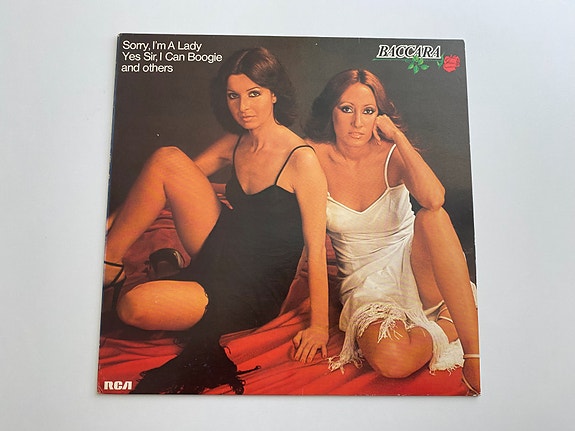 Sorry, I'm A Lady
Yes Sir, I Can Boogie
and others
BACCARA
RCA